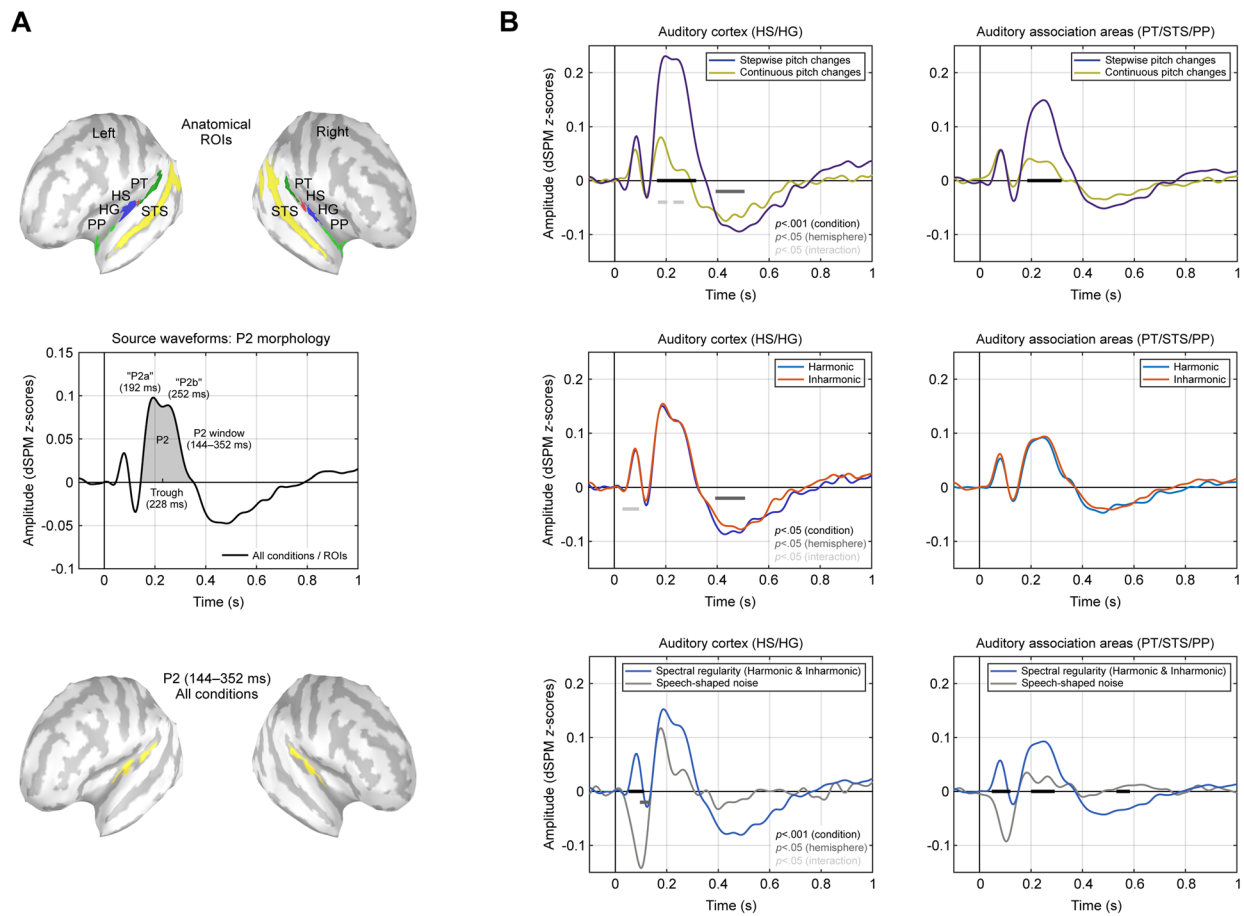 A
Left
Anatomical
ROIs
Right
PT
HS
HG
STS
PP
PT
HS
HG
STS
PP
Source waveforms: P2 morphology
Amplitude (dSPM z-scores)
0.15
0.1
0.05
0
-0.05
-0.1
"P2a"
(192 ms)
"P2b"
(252 ms)
P2
P2 window
(144–352 ms)
Trough
(228 ms)
All conditions / ROIs
0 0.2 0.4 0.6 0.8 1
Time (s)
P2 (144–352 ms)
All conditions
B
Auditory cortex (HS/HG)
Amplitude (dSPM z-scores)
0.2
0.1
0
-0.1
Stepwise pitch changes
Continuous pitch changes
p<.001 (condition)
p<.05 (hemisphere)
p<.05 (interaction)
0 0.2 0.4 0.6 0.8 1
Time (s)
Auditory association areas (PT/STS/PP)
0.2
0.1
0
-0.1
Stepwise pitch changes
Continuous pitch changes
0 0.2 0.4 0.6 0.8 1
Time (s)
Auditory cortex (HS/HG)
Amplitude (dSPM z-scores)
0.2
0.1
0
-0.1
Harmonic
Inharmonic
p<.05 (condition)
p<.05 (hemisphere)
p<.05 (interaction)
0 0.2 0.4 0.6 0.8 1
Time (s)
Auditory association areas (PT/STS/PP)
0.2
0.1
0
-0.1
Harmonic
Inharmonic
0 0.2 0.4 0.6 0.8 1
Time (s)
Auditory cortex (HS/HG)
Amplitude (dSPM z-scores)
0.2
0.1
0
-0.1
Spectral regularity (Harmonic & Inharmonic)
Speech-shaped noise
p<.001 (condition)
p<.05 (hemisphere)
p<.05 (interaction)
0 0.2 0.4 0.6 0.8 1
Time (s)
Auditory association areas (PT/STS/PP)
0.2
0.1
0
-0.1
Spectral regularity (Harmonic & Inharmonic)
Speech-shaped noise
0 0.2 0.4 0.6 0.8 1
Time (s)